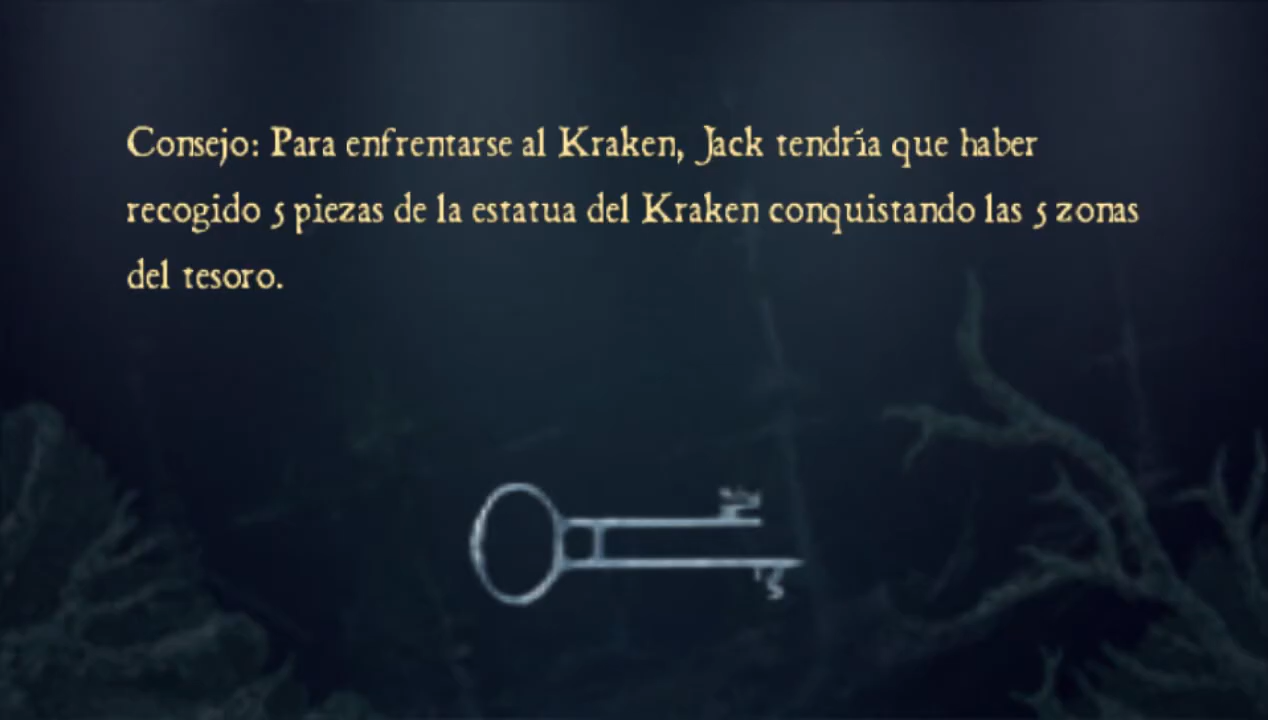 Consejo: Para enfrentarse al Kraken, Jack tendría que haber
recogido 5 piezas de la estatua del Kraken conquistando las 5 zonas
del tesoro.